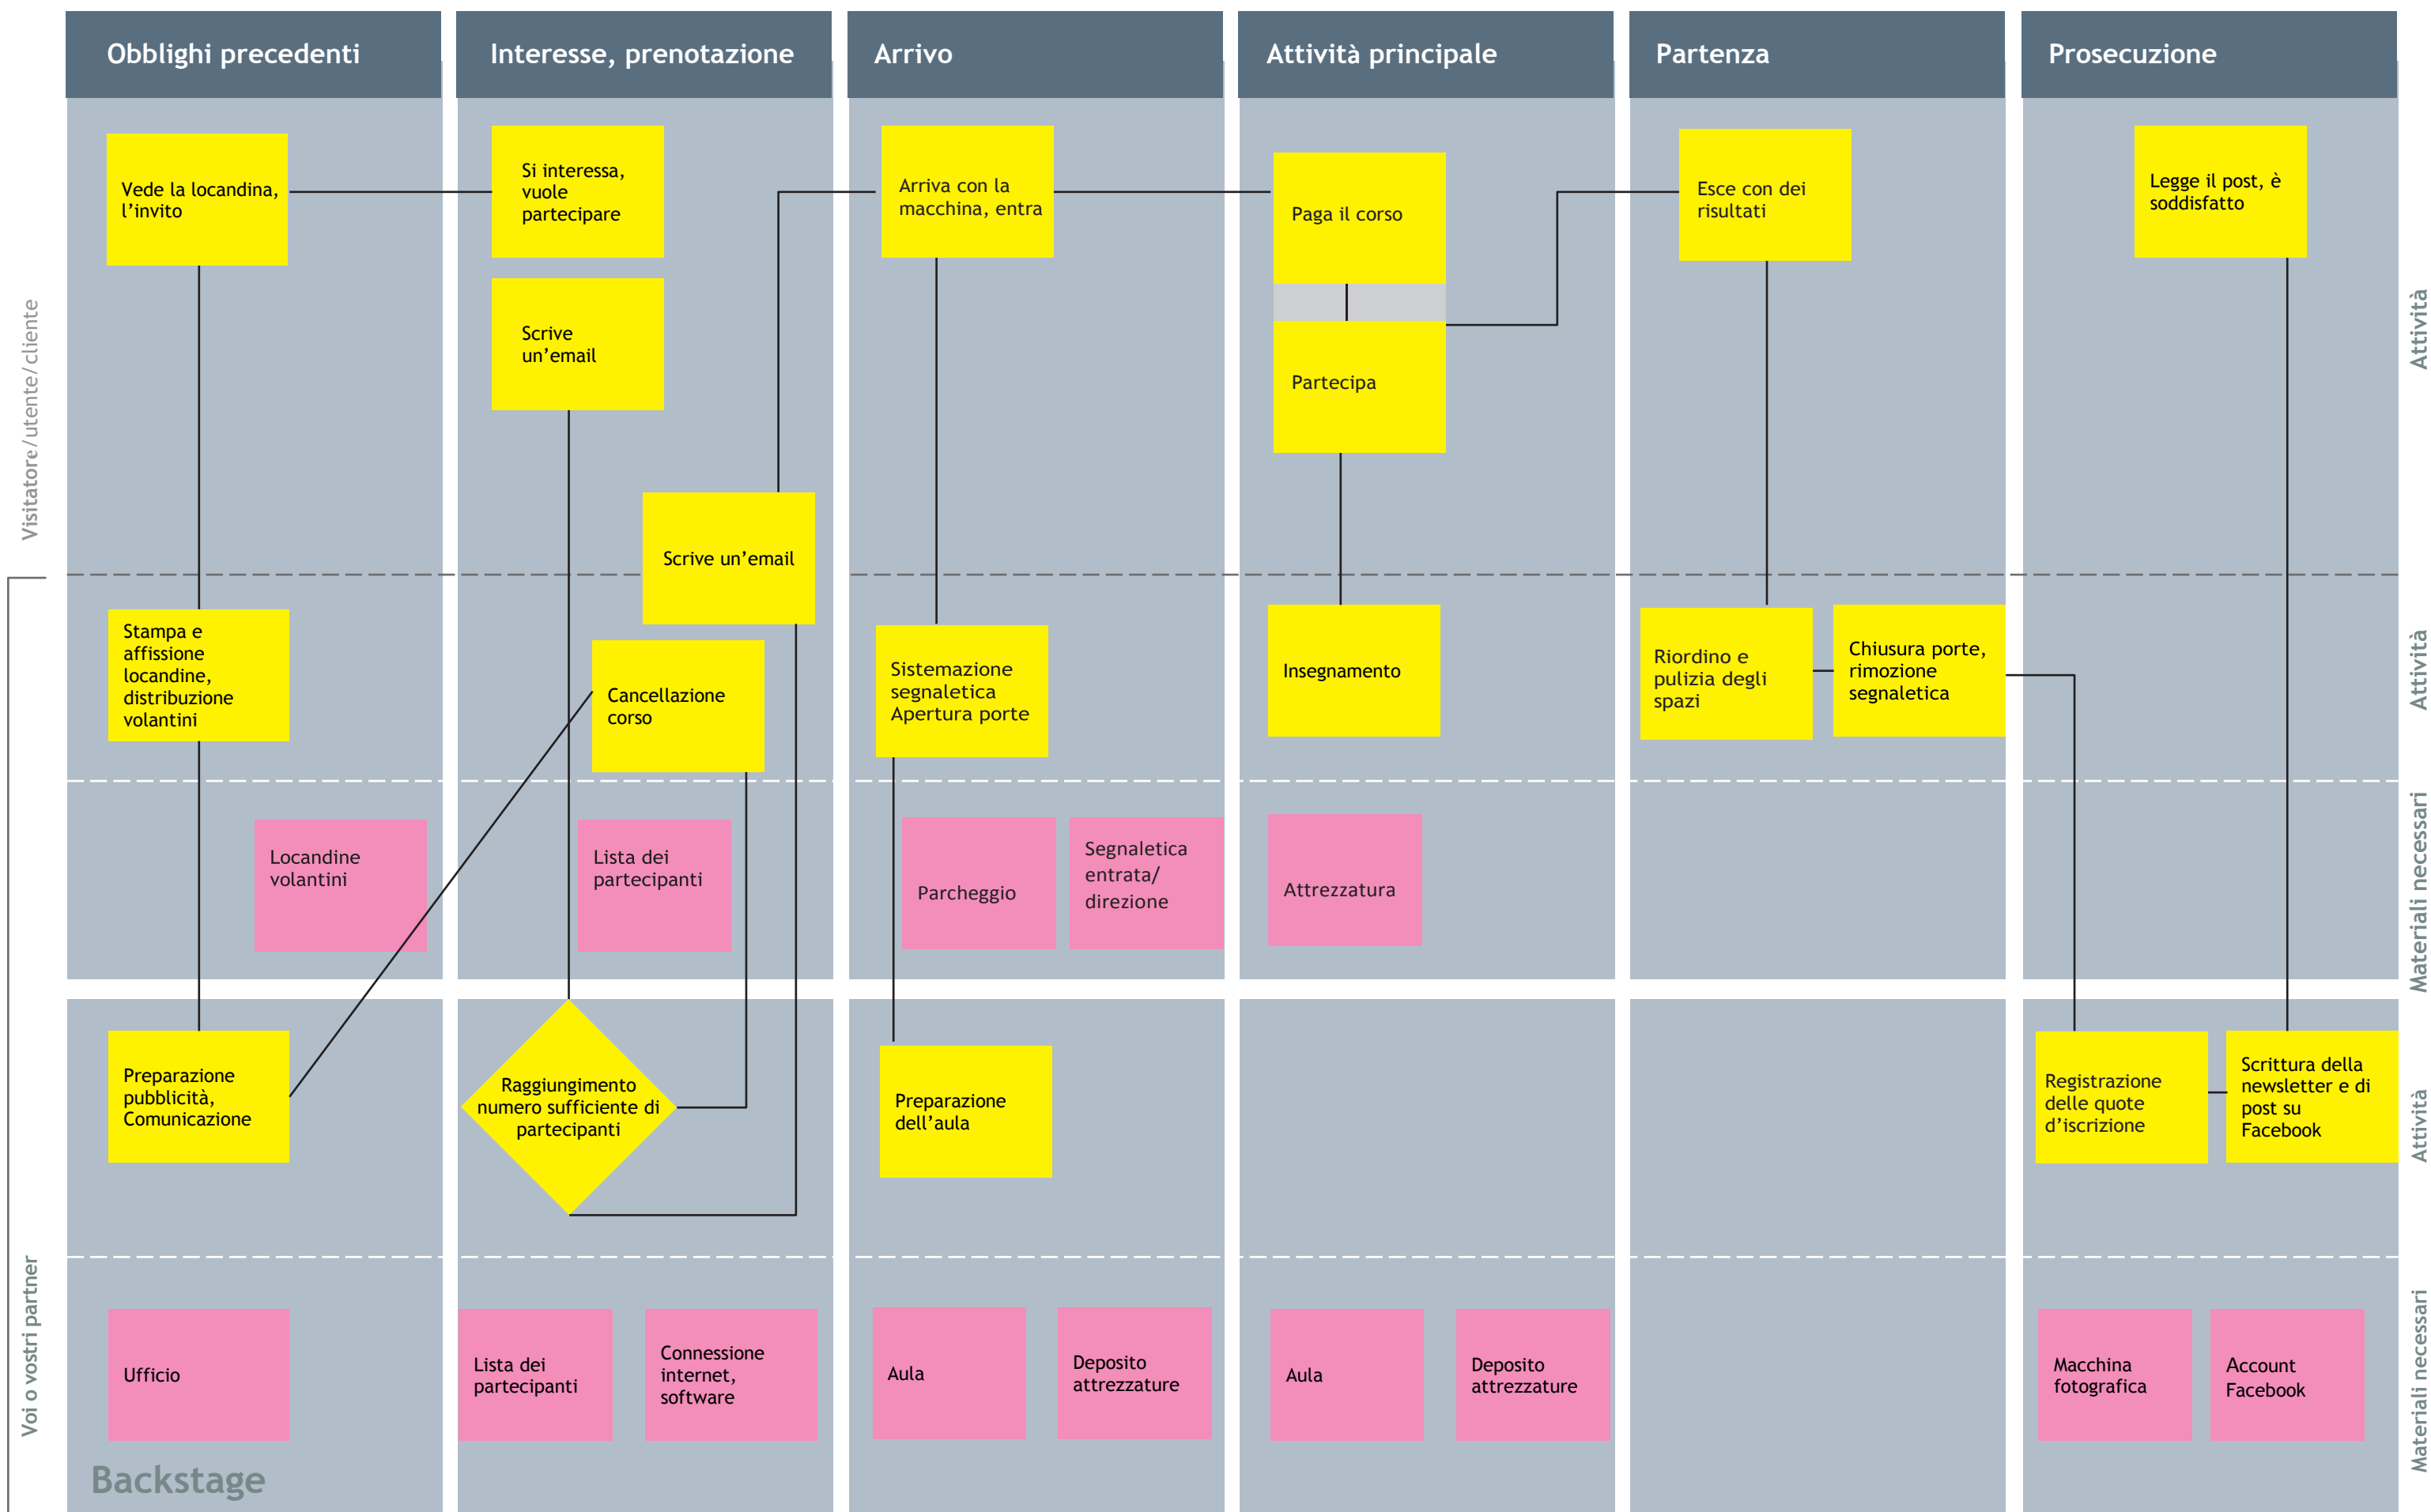 Obblighi precedenti
Interesse, prenotazione
Arrivo
Attività principale
Partenza
Prosecuzione
Visitatore/utente/cliente
Vede la locandina,
l’invito
Si interessa,
vuole
partecipare
Scrive
un’email
Scrive un’email
Arriva con la
macchina, entra
Paga il corso
Partecipa
Esce con dei
risultati
Legge il post, è
soddisfatto
Attività
Stampa e
affissione
locandine,
distribuzione
volantini
Cancellazione
corso
Sistemazione
segnaletica
Apertura porte
Insegnamento
Riordino e
pulizia degli
spazi
Chiusura porte,
rimozione
segnaletica
Attività
Locandine
volantini
Lista dei
partecipanti
Parcheggio
Segnaletica
entrata/
direzione
Attrezzatura
Materiali necessari
Preparazione
pubblicità,
Comunicazione
Raggiungimento
numero sufficiente di
partecipanti
Preparazione
dell’aula
Registrazione
delle quote
d’iscrizione
Scrittura della
newsletter e di
post su
Facebook
Attività
Voi o vostri partner
Ufficio
Lista dei
partecipanti
Connessione
internet,
software
Aula
Deposito
attrezzature
Aula
Deposito
attrezzature
Macchina
fotografica
Account
Facebook
Materiali necessari
Backstage